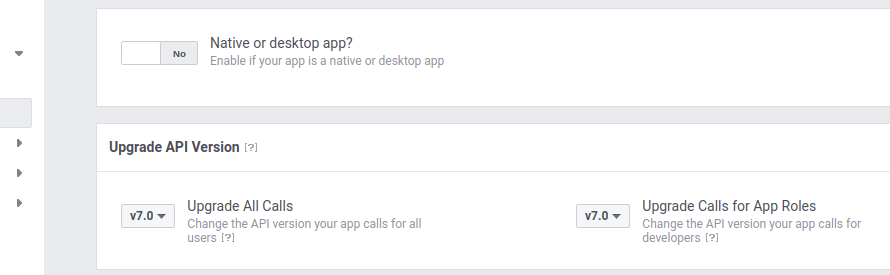 Native or desktop app?
No
Enable if your app is a native or desktop app
Upgrade API Version [?]
v7.0
Upgrade All Calls
Change the API version your app calls for all
users [?]
v7.0
Upgrade Calls for App Roles
Change the API version your app calls for
developers [?]